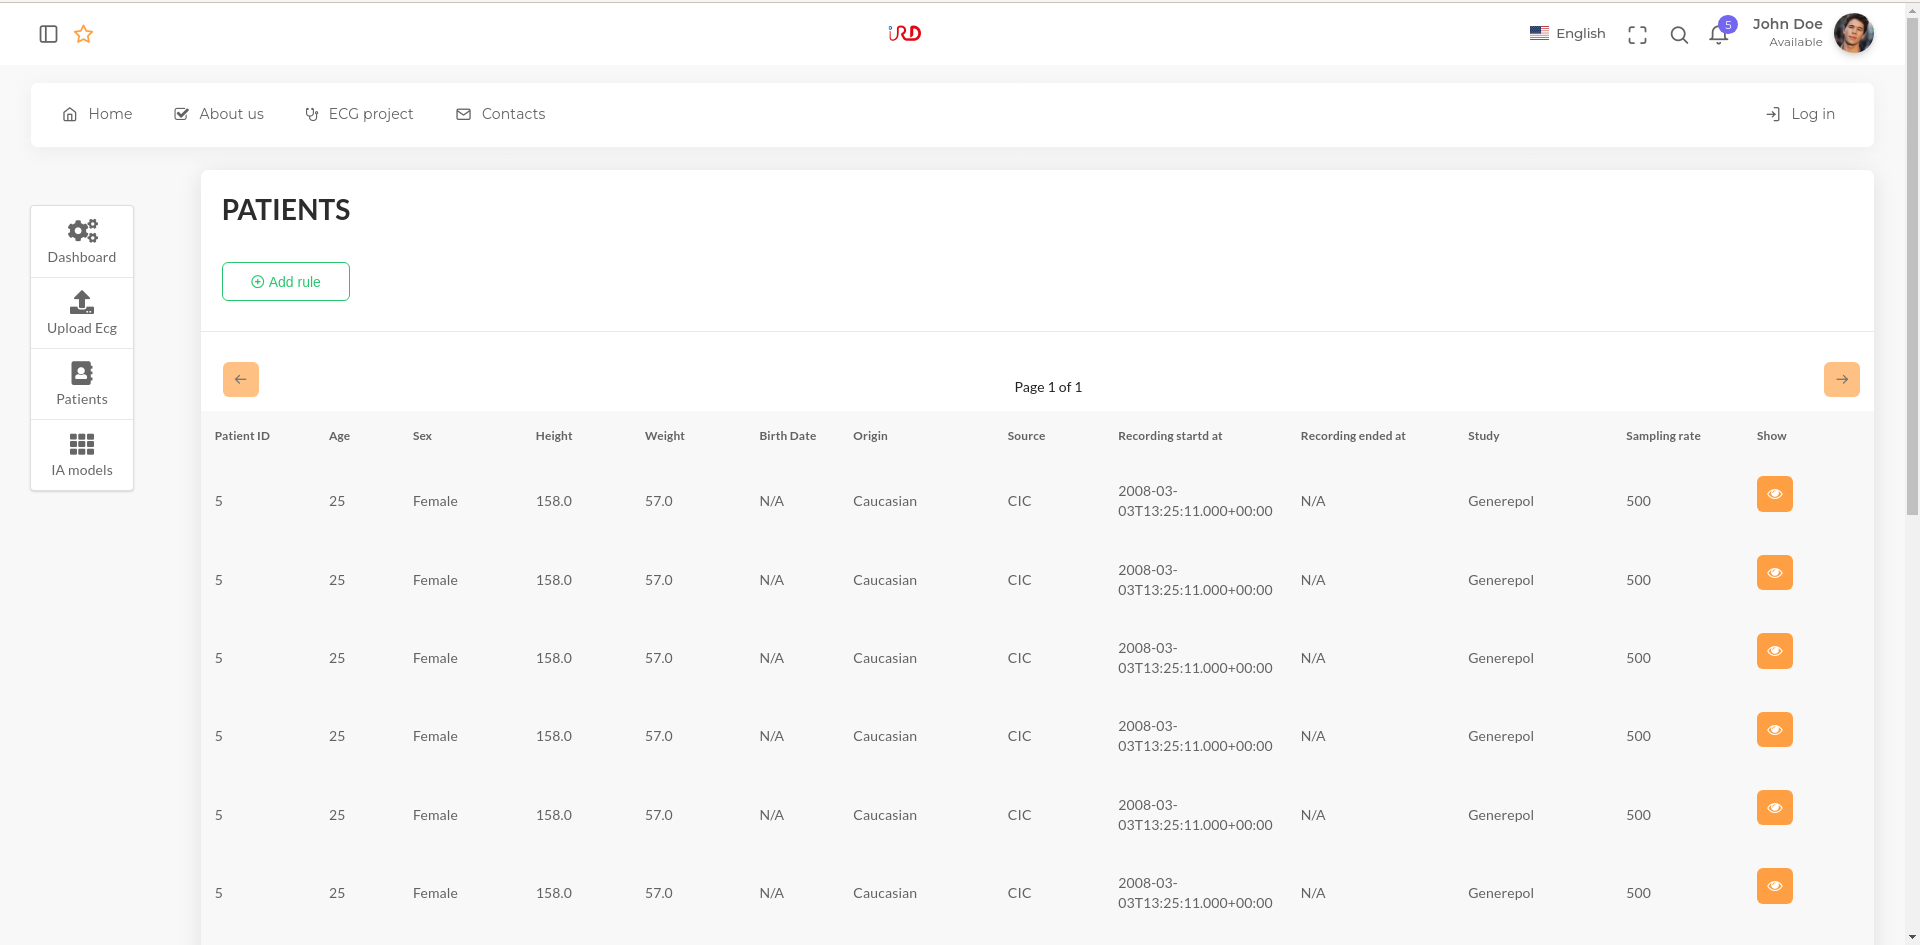 iRD
English
5
John Doe
Available
Home
About us
ECG project
Contacts
Log in
Dashboard
Upload Ecg
Patients
IA models
PATIENTS
Add rule
Page 1 of 1
Patient ID Age Sex Height Weight Birth Date Origin Source Recording startd at Recording ended at Study Sampling rate Show
5 25 Female 158.0 57.0 N/A Caucasian CIC 2008-03-
03T13:25:11.000+00:00 N/A Generepol 500
5 25 Female 158.0 57.0 N/A Caucasian CIC 2008-03-
03T13:25:11.000+00:00 N/A Generepol 500
5 25 Female 158.0 57.0 N/A Caucasian CIC 2008-03-
03T13:25:11.000+00:00 N/A Generepol 500
5 25 Female 158.0 57.0 N/A Caucasian CIC 2008-03-
03T13:25:11.000+00:00 N/A Generepol 500
5 25 Female 158.0 57.0 N/A Caucasian CIC 2008-03-
03T13:25:11.000+00:00 N/A Generepol 500
5 25 Female 158.0 57.0 N/A Caucasian CIC 2008-03-
03T13:25:11.000+00:00 N/A Generepol 500